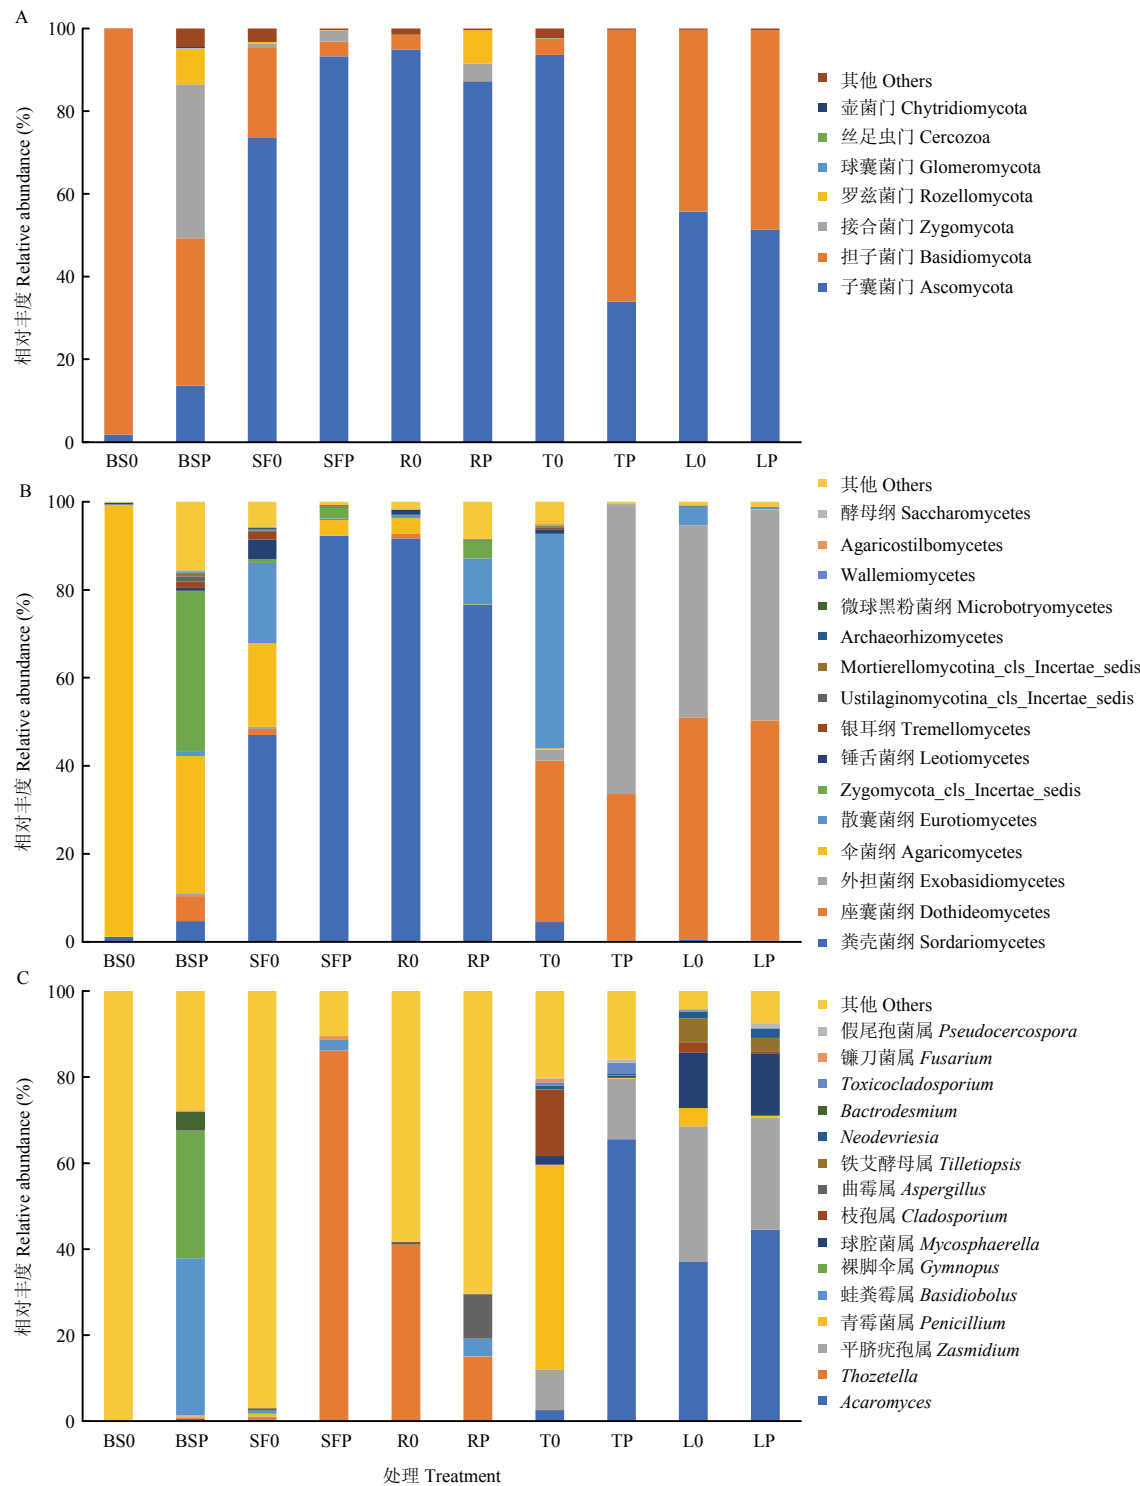 A
100
80
60
40
20
0
相对丰度 Relative abundance (%)
BS0 BSP SF0 SFP R0 RP T0 TP L0 LP
其他 Others
壶菌门 Chytridiomycota
丝足虫门 Cercozoa
球囊菌门 Glomeromycota
罗兹菌门 Rozellomycota
接合菌门 Zygomycota
担子菌门 Basidiomycota
子囊菌门 Ascomycota
B
100
80
60
40
20
0
相对丰度 Relative abundance (%)
BS0 BSP SF0 SFP R0 RP T0 TP L0 LP
其他 Others
酵母纲 Saccharomycetes
Agaricostilbomycetes
Wallemiomycetes
微球黑粉菌纲 Microbotryomycetes
Archaeorhizomycetes
Mortierellomycotina_cls_Incertae_sedis
Ustilaginomycotina_cls_Incertae_sedis
银耳纲 Tremellomycetes
锤舌菌纲 Leotiomycetes
Zygomycota_cls_Incertae_sedis
散囊菌纲 Eurotiomycetes
伞菌纲 Agaricomycetes
外担菌纲 Exobasidiomycetes
座囊菌纲 Dothideomycetes
粪壳菌纲 Sordariomycetes
C
100
80
60
40
20
0
相对丰度 Relative abundance (%)
BS0 BSP SF0 SFP R0 RP T0 TP L0 LP
处理 Treatment
其他 Others
假尾孢菌属 Pseudocercospora
镰刀菌属 Fusarium
Toxicocladosporium
Bactrodesmium
Neodevriesia
铁艾酵母属 Tilletiopsis
曲霉属 Aspergillus
枝孢属 Cladosporium
球腔菌属 Mycosphaerella
裸脚伞属 Gymnopus
蛙粪霉属 Basidiobolus
青霉菌属 Penicillium
平脐疣孢属 Zasmidium
Thozetella
Acaromyces